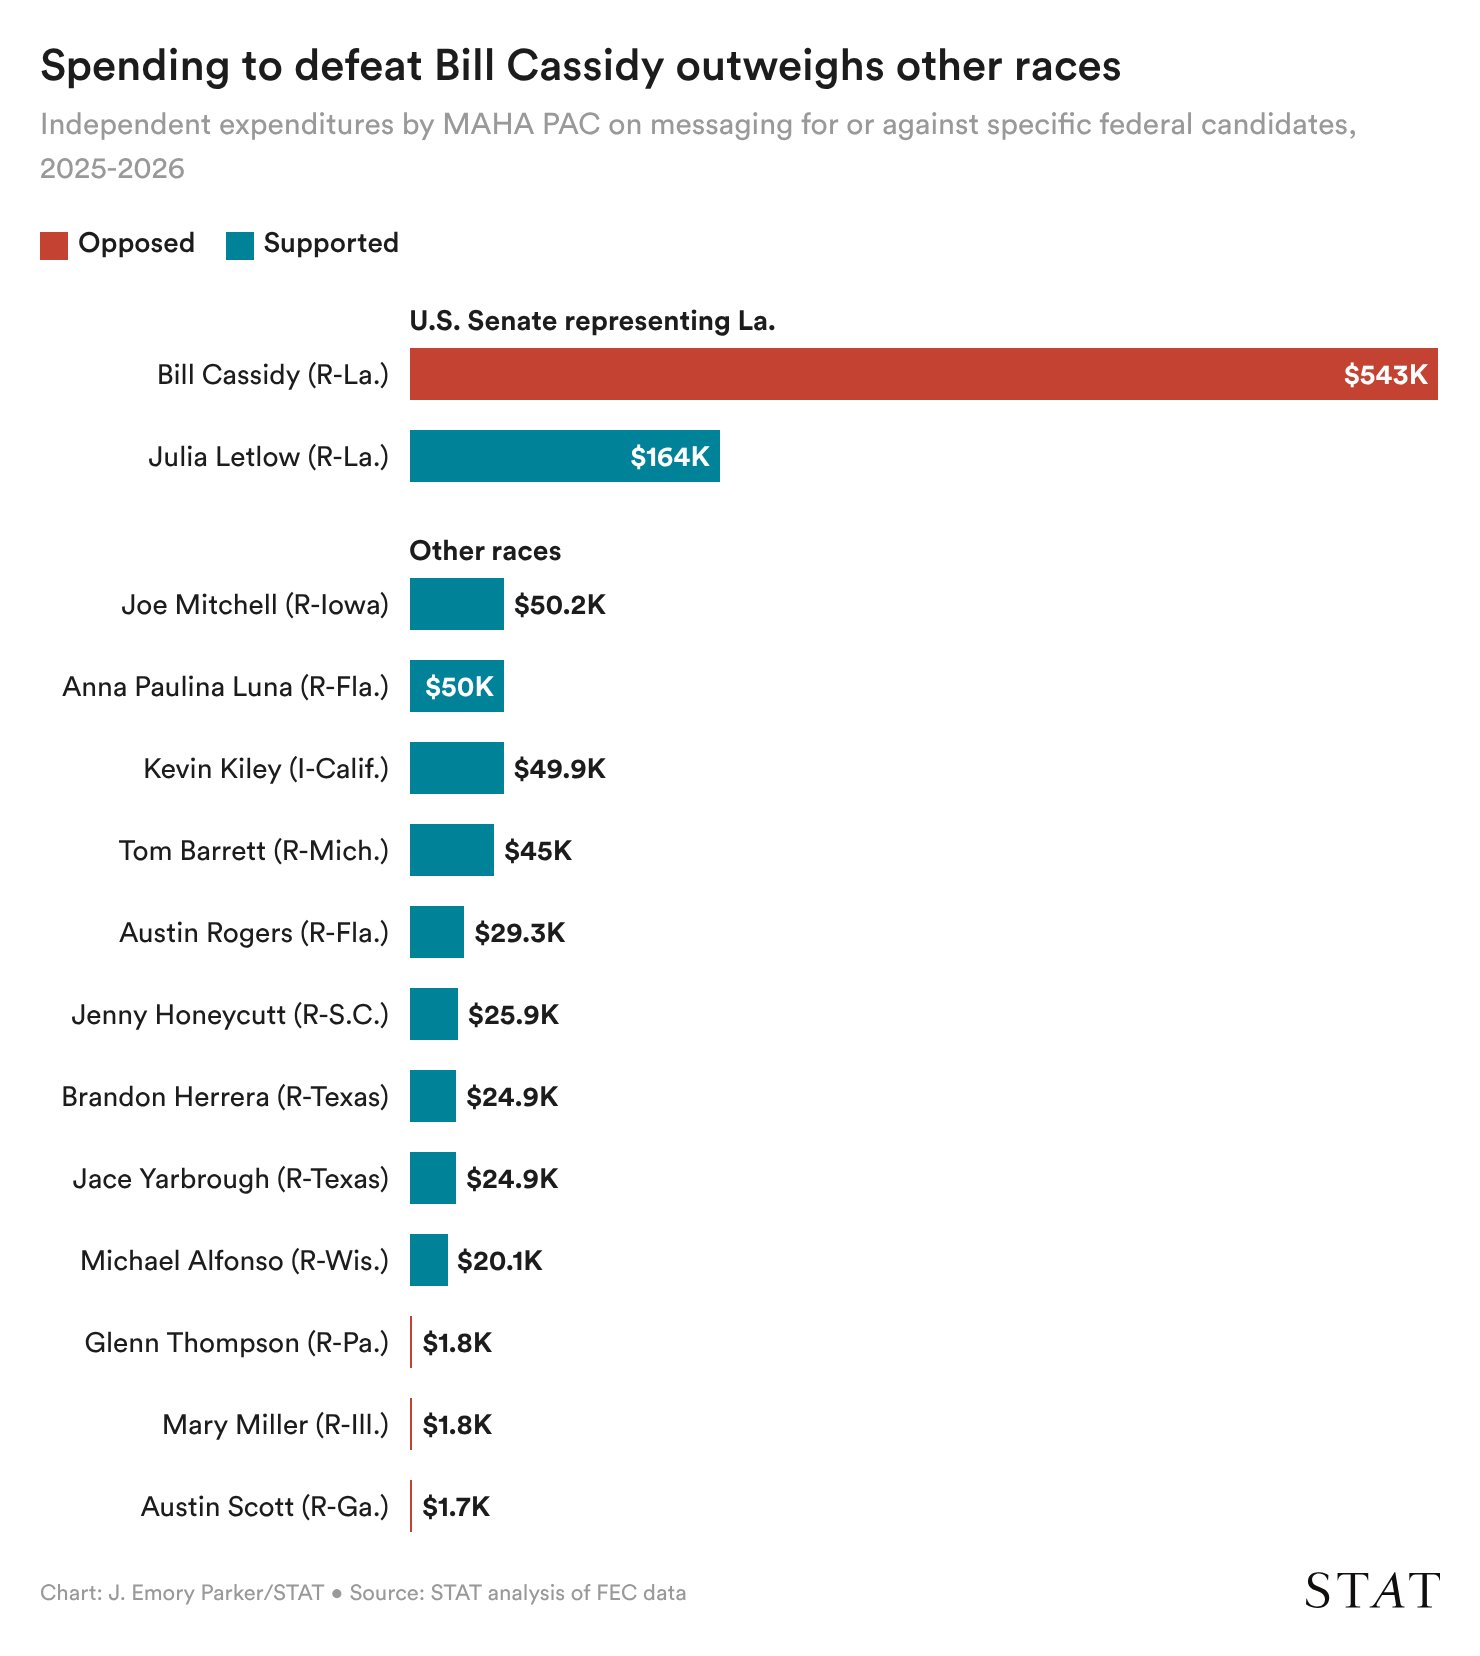 Spending to defeat Bill Cassidy outweighs other races
Independent expenditures by MAHA PAC on messaging for or against specific federal candidates,
2025-2026
Opposed Supported
U.S. Senate representing La.
Bill Cassidy (R-La.) $543K
Julia Letlow (R-La.) $164K
Other races
Joe Mitchell (R-Iowa) $50.2K
Anna Paulina Luna (R-Fla.) $50K
Kevin Kiley (I-Calif.) $49.9K
Tom Barrett (R-Mich.) $45K
Austin Rogers (R-Fla.) $29.3K
Jenny Honeycutt (R-S.C.) $25.9K
Brandon Herrera (R-Texas) $24.9K
Jace Yarbrough (R-Texas) $24.9K
Michael Alfonso (R-Wis.) $20.1K
Glenn Thompson (R-Pa.) $1.8K
Mary Miller (R-Ill.) $1.8K
Austin Scott (R-Ga.) $1.7K
Chart: J. Emory Parker/STAT • Source: STAT analysis of FEC data
STAT